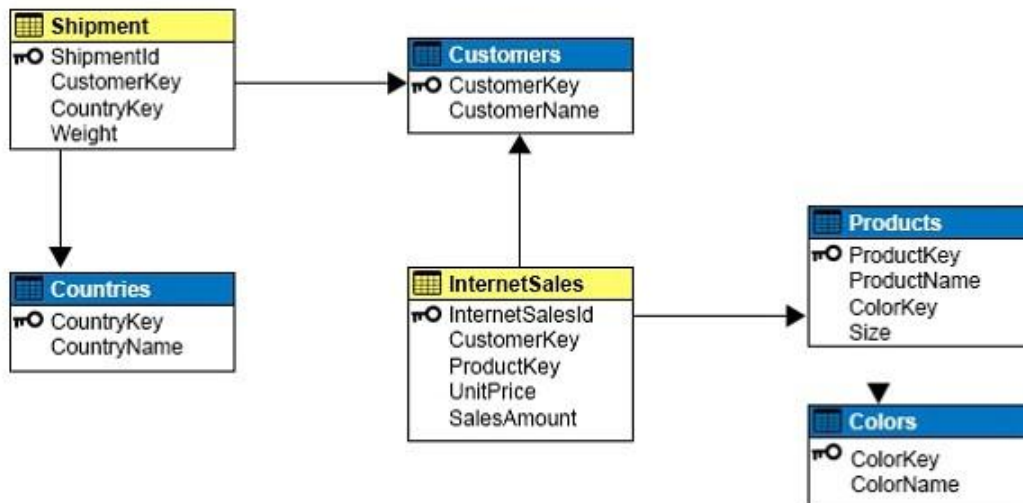 Shipment
ShipmentId
CustomerKey
CountryKey
Weight
Customers
CustomerKey
CustomerName
Products
ProductKey
ProductName
ColorKey
Size
Countries
CountryKey
CountryName
InternetSales
InternetSalesId
CustomerKey
ProductKey
UnitPrice
SalesAmount
Colors
ColorKey
ColorName